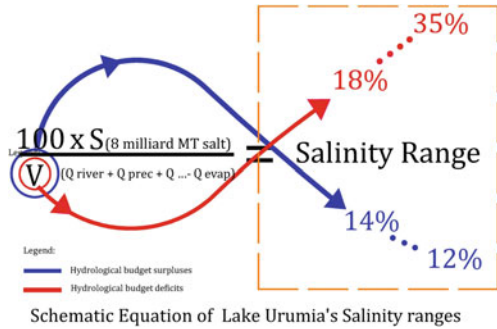 35%
18%
100 x S(8 milliard MT salt)
=
Salinity Range
V (Q river + Q prec + Q ...- Q evap)
14%
12%
Legend:
Hydrological budget surpluses
Hydrological budget deficits
Schematic Equation of Lake Urumia's Salinity ranges